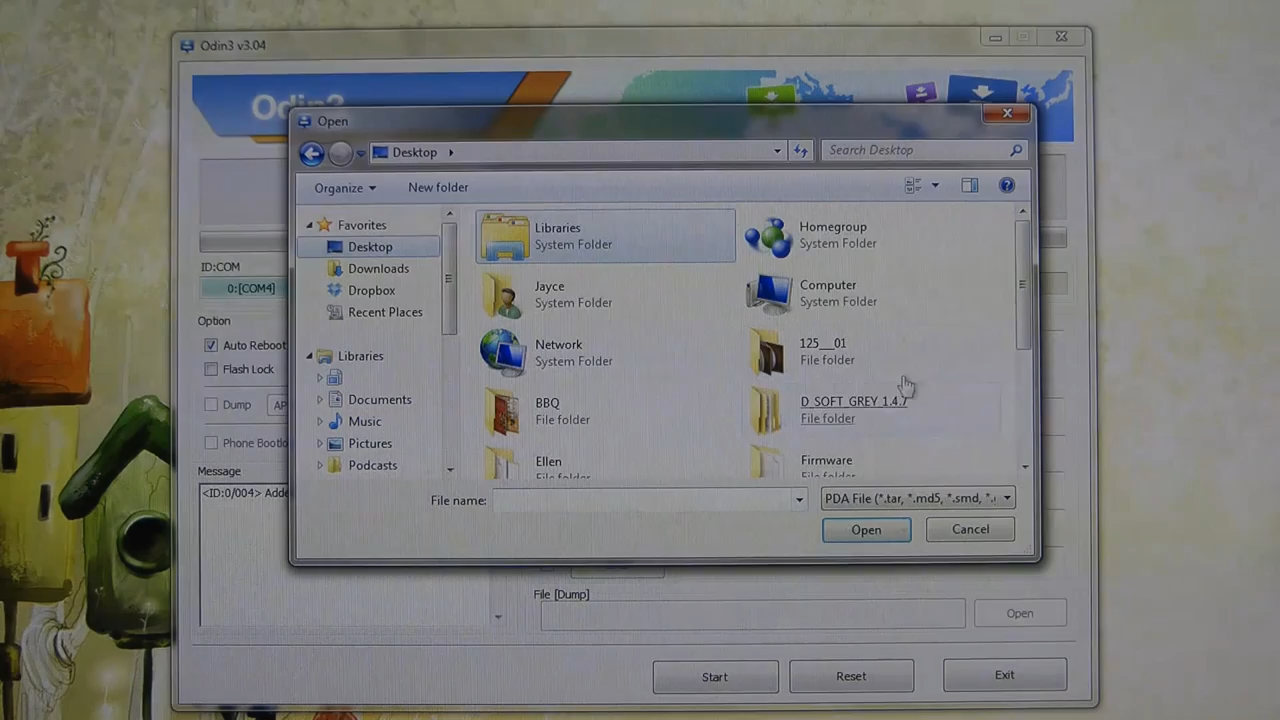 Odin3 v3.04
Odin3
Open
Desktop
Search Desktop
Organize
New folder
Favorites
Desktop
Downloads
Dropbox
Recent Places
Libraries
Documents
Music
Pictures
Podcasts
Libraries
System Folder
Homegroup
System Folder
Jayce
System Folder
Computer
System Folder
Network
System Folder
125__01
File folder
BBQ
File folder
D_SOFT_GREY_1.4.7
File folder
Ellen
File folder
Firmware
File folder
File name:
PDA File (*.tar, *.md5, *.smd, *.
Open
Cancel
ID:COM
0:[COM4]
Option
Auto Reboot
Flash Lock
Dump
AP
Phone Bootlo
Message
<ID:0/004> Adde
File [Dump]
Open
Start
Reset
Exit